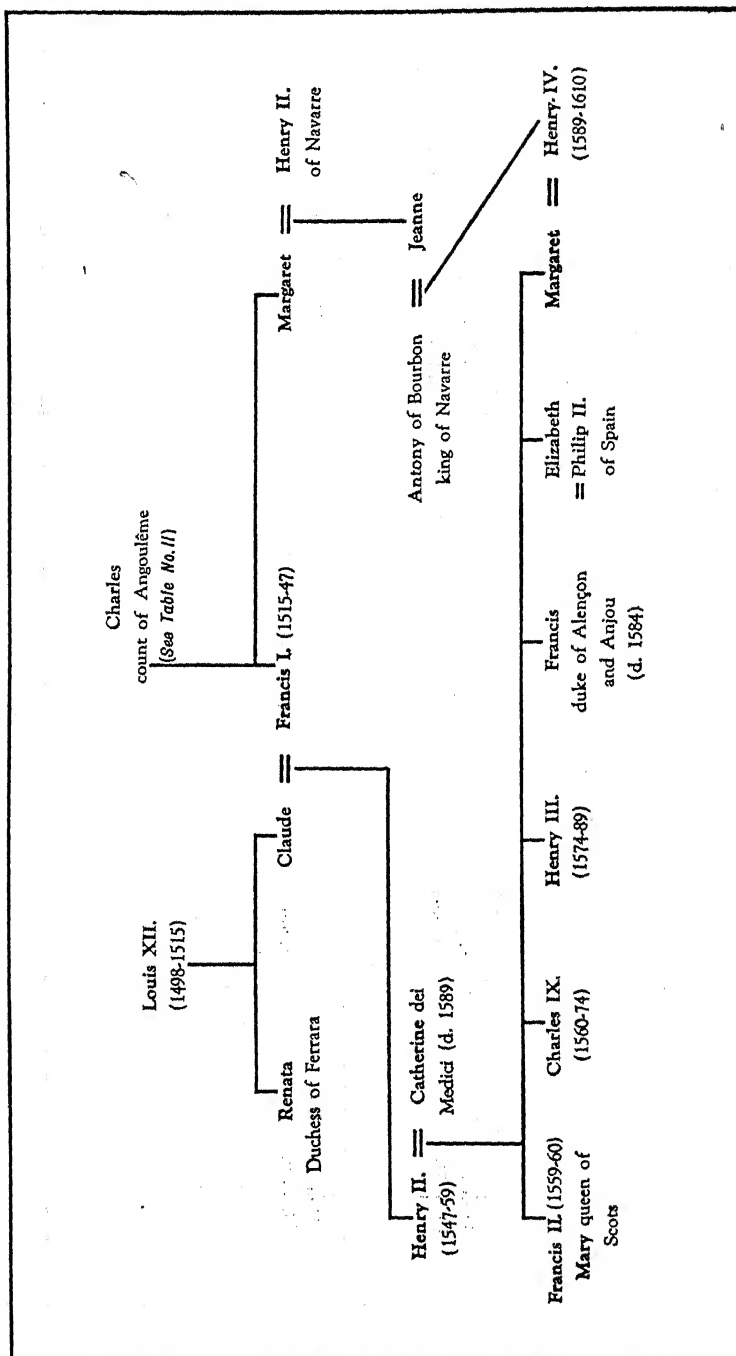 Charles
count of Angoulême
(See Table No. II)
Louis XII.
(1498-1515)
Renata
Duchess of Ferrara
Claude
=
Francis I. (1515-47)
Margaret
=
Henry II.
of Navarre
Henry II.
(1547-59)
=
Catherine dei
Medici (d. 1589)
Antony of Bourbon
king of Navarre
=
Jeanne
Francis II. (1559-60)
Mary queen of
Scots
Charles IX.
(1560-74)
Henry III.
(1574-89)
Francis
duke of Alençon
and Anjou
(d. 1584)
Elizabeth
= Philip II.
of Spain
Margaret
=
Henry IV.
(1589-1610)